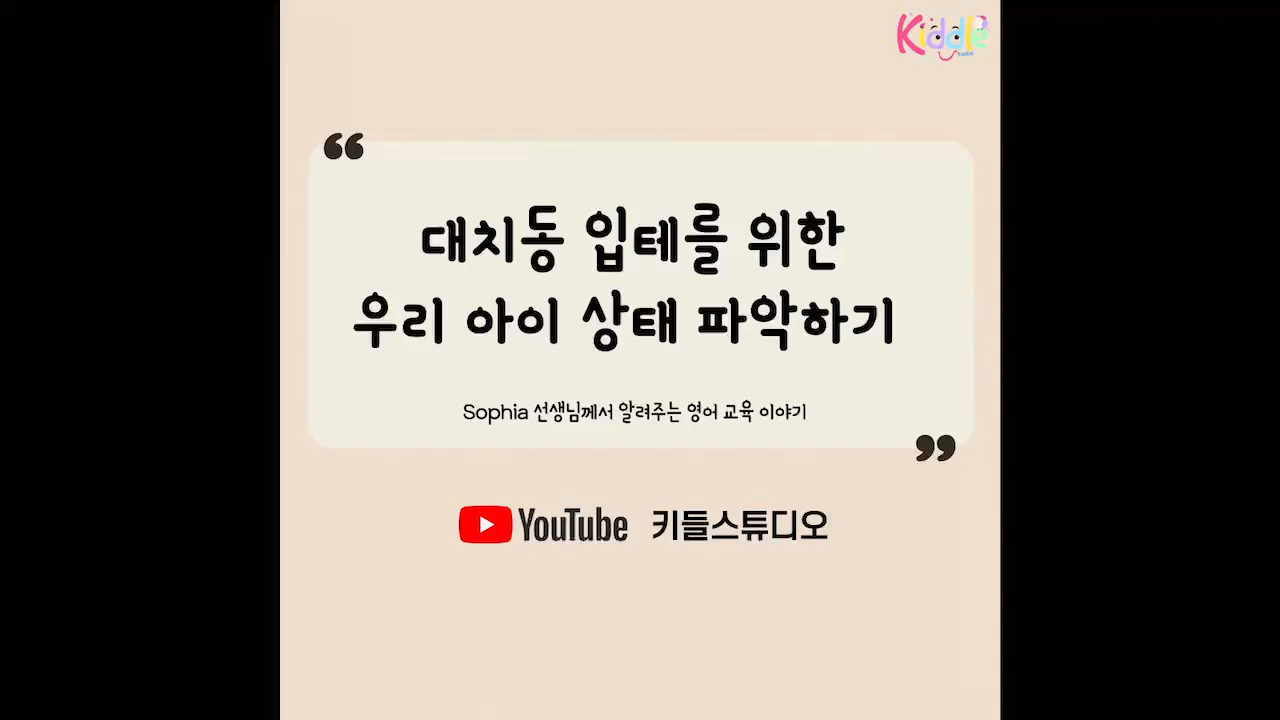 Kiddle
“
대치동 입테를 위한
우리 아이 상태 파악하기
Sophia 선생님께서 알려주는 영어 교육 이야기
”
YouTube 키들스튜디오